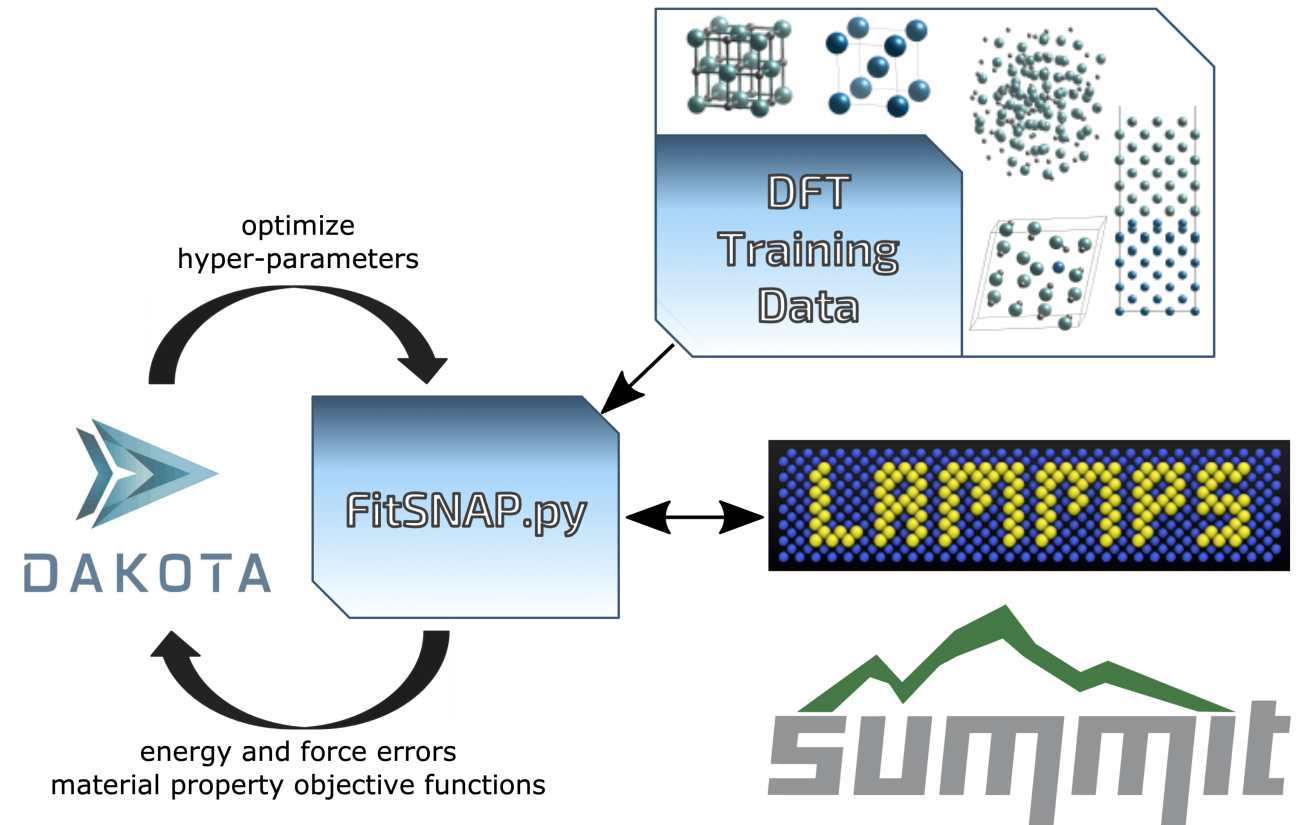 DFT
Training
Data
optimize
hyper-parameters
DAKOTA
FitSNAP.py
LAMMPS
energy and force errors
material property objective functions
summit